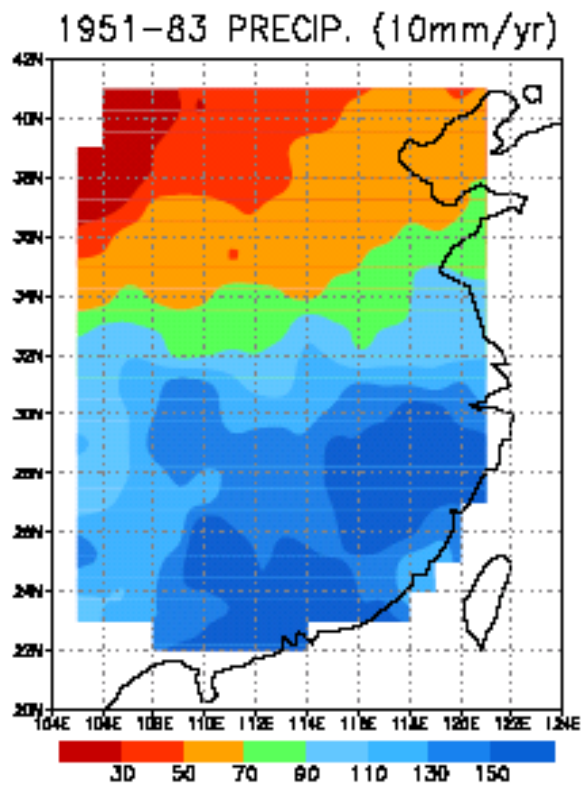 1951-83 PRECIP. (10mm/yr)
a
42N
40N
38N
36N
34N
32N
30N
28N
26N
24N
22N
20N
104E 106E 108E 110E 112E 114E 116E 118E 120E 122E 124E
30 50 70 90 110 130 150